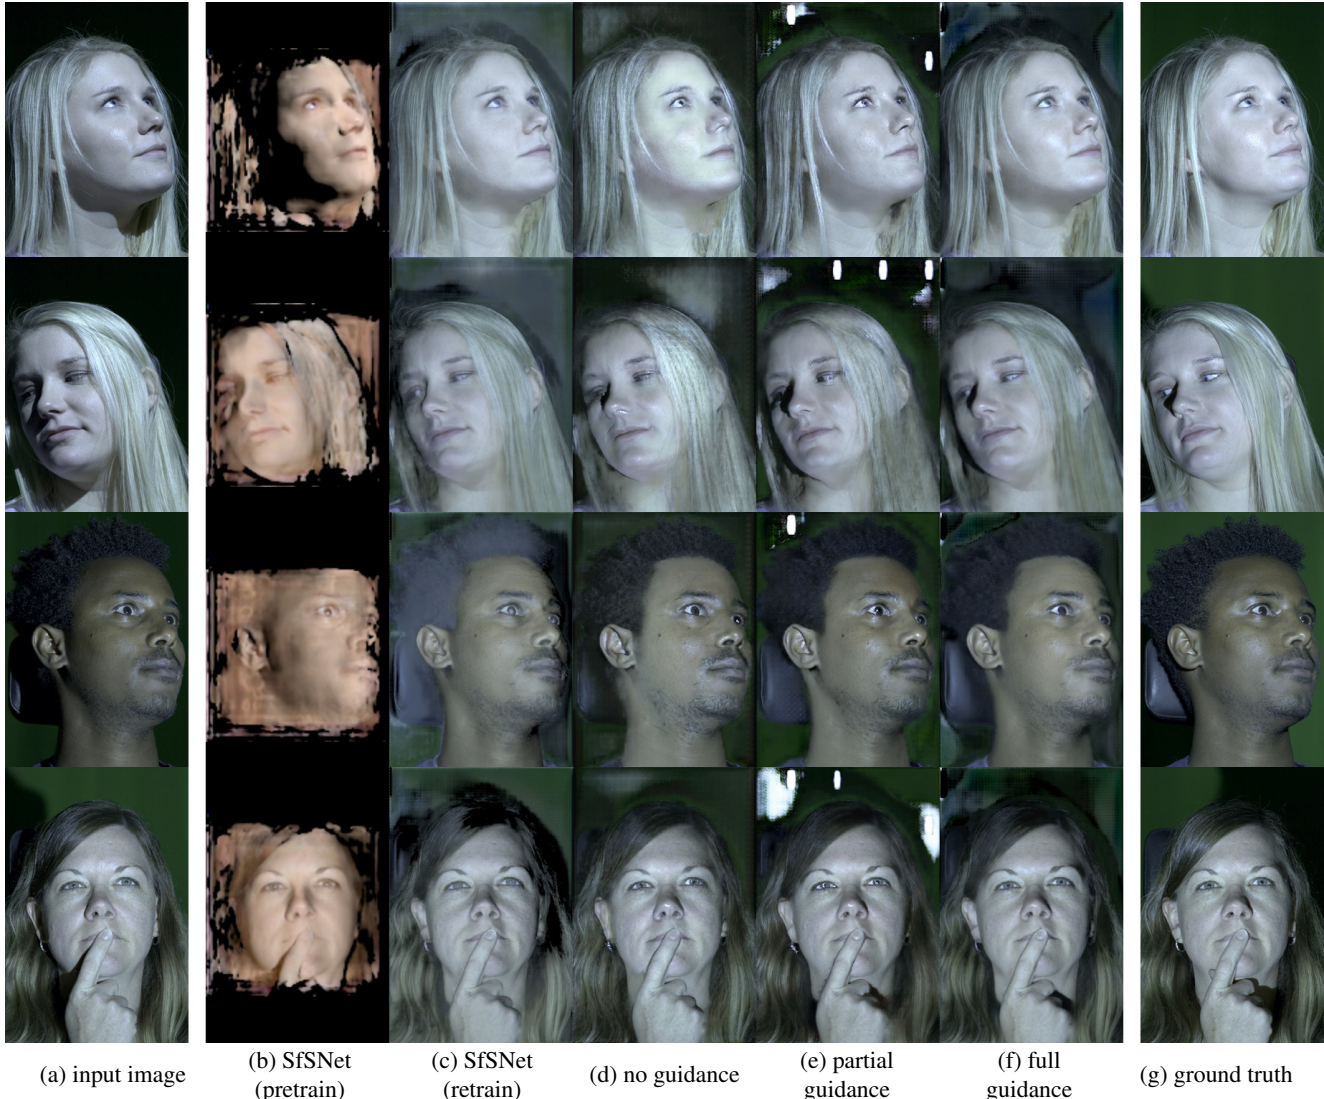 (a) input image
(b) SfSNet
(pretrain)
(c) SfSNet
(retrain)
(d) no guidance
(e) partial
guidance
(f) full
guidance
(g) ground truth